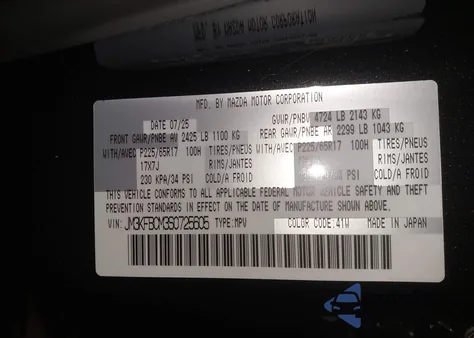 MFD. BY MAZDA MOTOR CORPORATION
DATE 07/25 GVWR/PNBV 4724 LB 2143 KG
FRONT GAWR/PNBE AV 2425 LB 1100 KG REAR GAWR/PNBE AR 2299 LB 1043 KG
WITH/AVEC P225/65R17 100H TIRES/PNEUS WITH/AVEC P225/65R17 100H TIRES/PNEUS
17X7J RIMS/JANTES RIMS/JANTES
230 KPA/34 PSI COLD/A FROID PSI COLD/A FROID
THIS VEHICLE CONFORMS TO ALL APPLICABLE FEDERAL MOTOR VEHICLE SAFETY AND THEFT
PREVENTION STANDARDS IN EFFECT ON THE DATE OF MANUFACTURE SHOWN ABOVE.
VIN: JM3KFBCM3S0725605 TYPE: MPV COLOR CODE: 41W MADE IN JAPAN